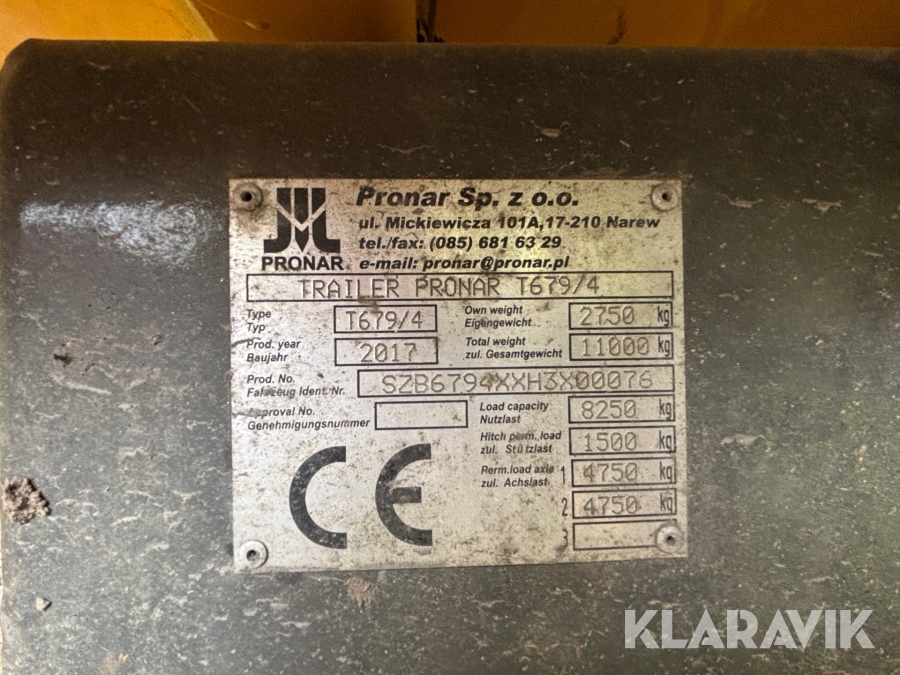 Pronar Sp. z o.o.
ul. Mickiewicza 101A,17-210 Narew
tel./fax: (085) 681 63 29
PRONAR e-mail: pronar@pronar.pl
TRAILER PRONAR T679/4
Type
Typ
T679/4
Own weight
Eigengewicht
2750 kg
Prod. year
Baujahr
2017
Total weight
zul. Gesamtgewicht
11000 kg
Prod. No.
Fahrzeug Ident. Nr.
SZB6794XXH3X00076
Approval No.
Genehmigungsnummer
Load capacity
Nutzlast
8250 kg
Hitch perm. load
zul. Stützlast
1500 kg
Rerm.load axle
zul. Achslast
1 4750 kg
2 4750 kg
3
CE
KLARAVIK